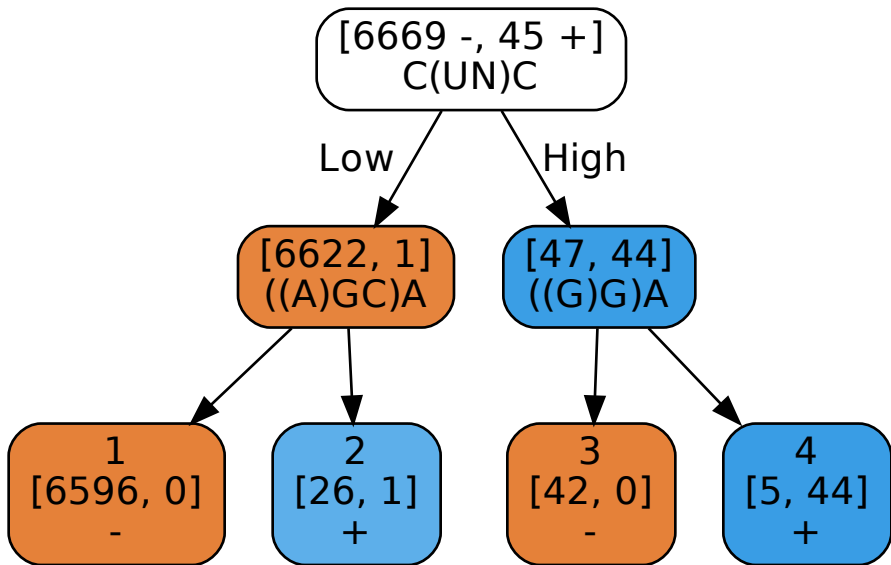 [6669 -, 45 +]
C(UN)C
Low
High
[6622, 1]
((A)GC)A
[47, 44]
((G)G)A
1
[6596, 0]
-
2
[26, 1]
+
3
[42, 0]
-
4
[5, 44]
+